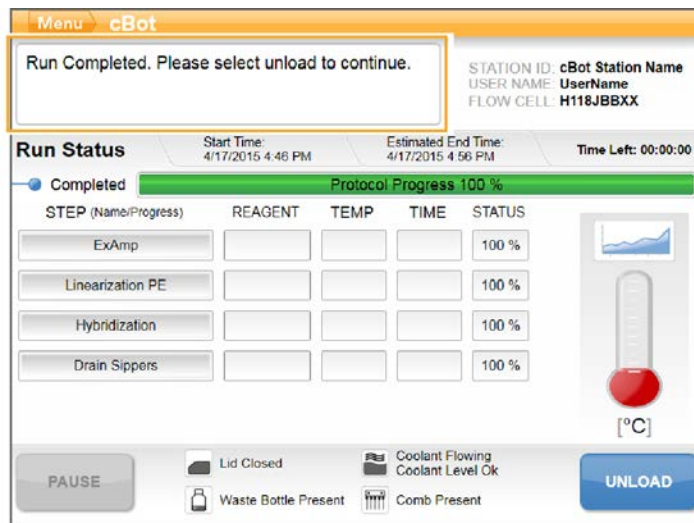 Menu cBot
Run Completed. Please select unload to continue.
STATION ID: cBot Station Name
USER NAME: UserName
FLOW CELL: H118JBBXX
Run Status
Start Time:
4/17/2015 4:46 PM
Estimated End Time:
4/17/2015 4:56 PM
Time Left: 00:00:00
Completed
Protocol Progress 100 %
STEP (Name/Progress) REAGENT TEMP TIME STATUS
ExAmp 100 %
Linearization PE 100 %
Hybridization 100 %
Drain Sippers 100 %
[°C]
PAUSE
Lid Closed
Coolant Flowing
Coolant Level Ok
Waste Bottle Present
Comb Present
UNLOAD